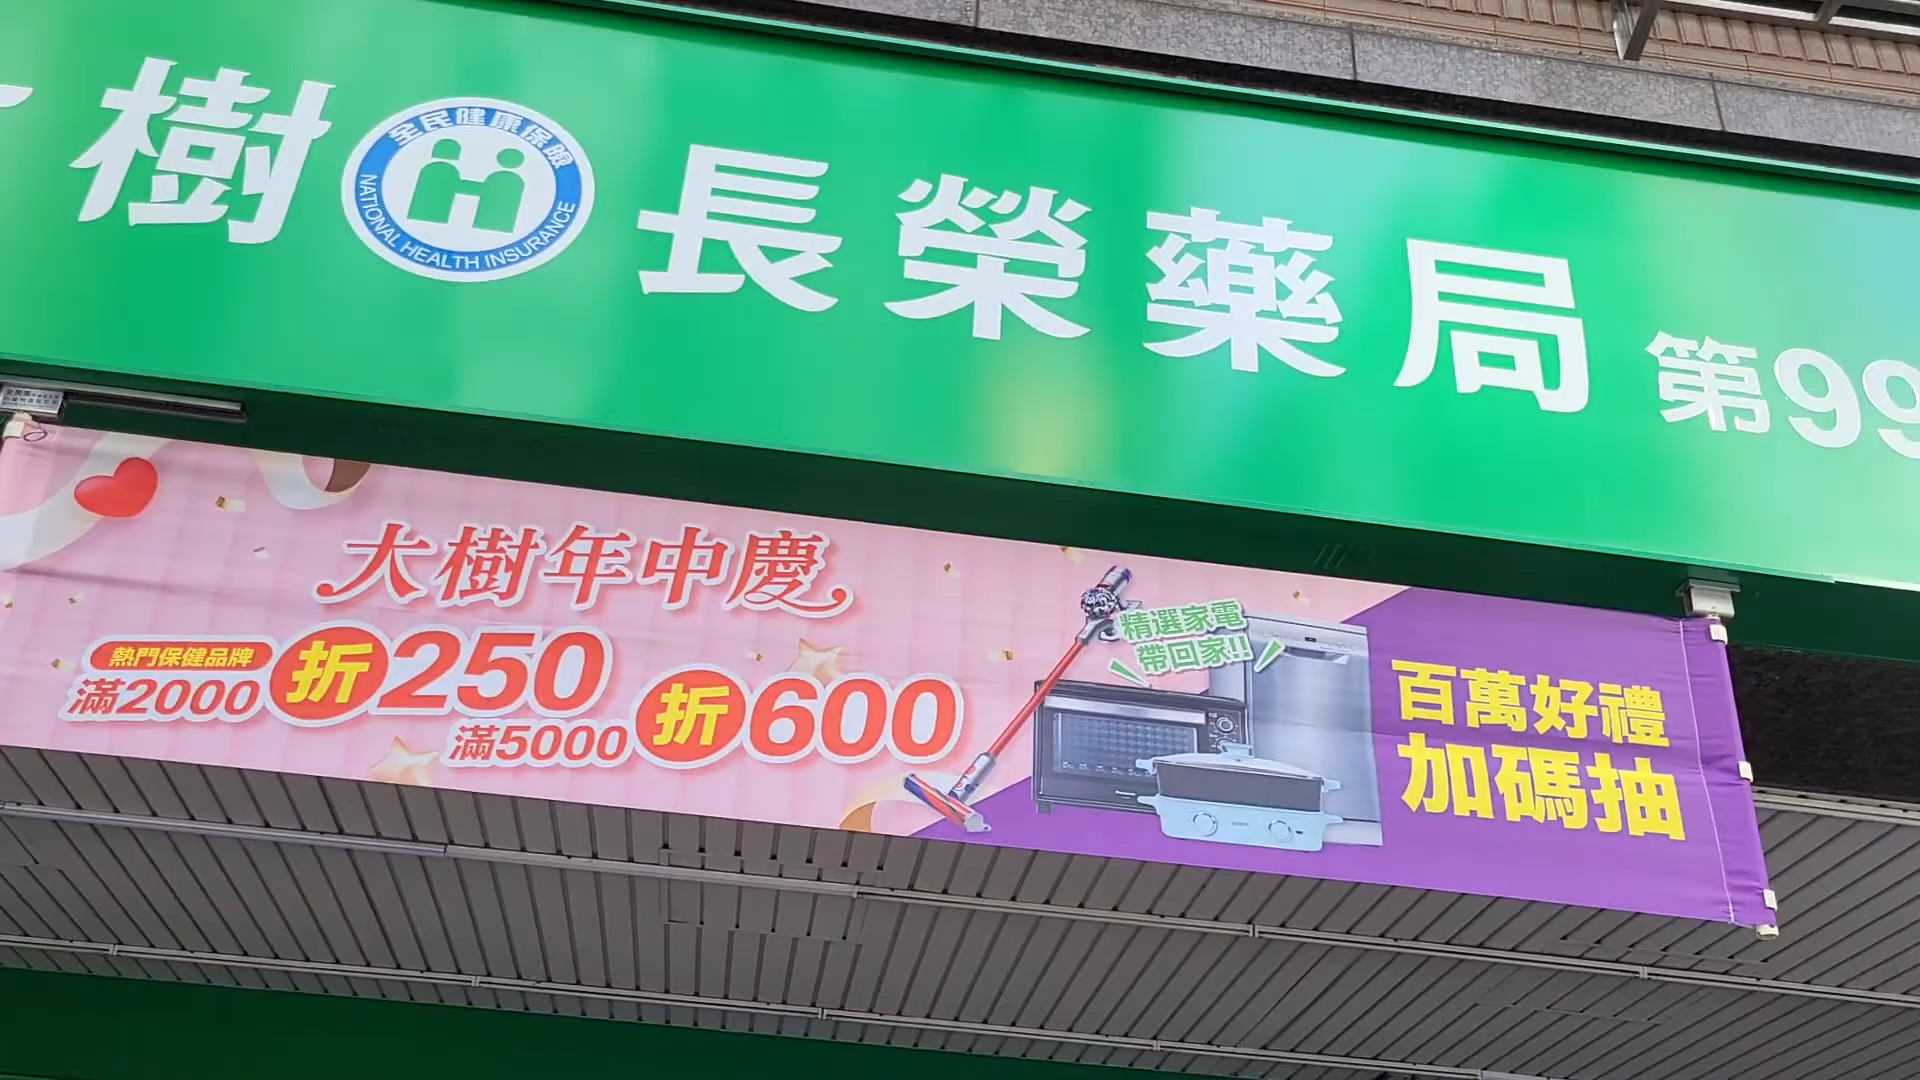 樹 全民健康保險 NATIONAL HEALTH INSURANCE 長榮藥局 第99
大樹年中慶
熱門保健品牌
滿2000 折250
滿5000 折600
精選家電
帶回家!!
百萬好禮
加碼抽